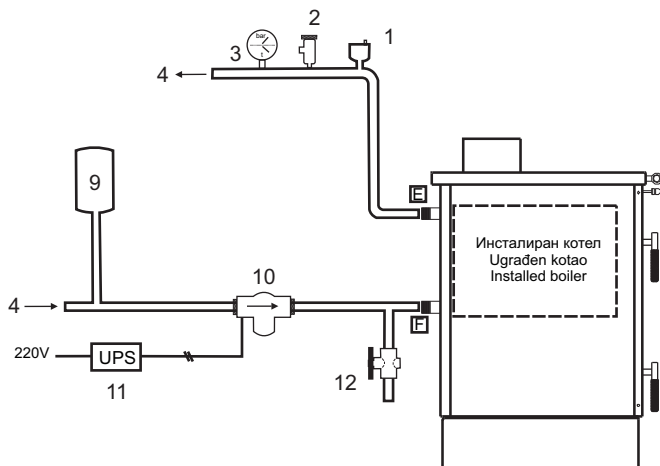 2
1
3
bar
t
4
E
9
Инсталиран котел
Ugrađen kotao
Installed boiler
10
4
F
220V
UPS
12
11